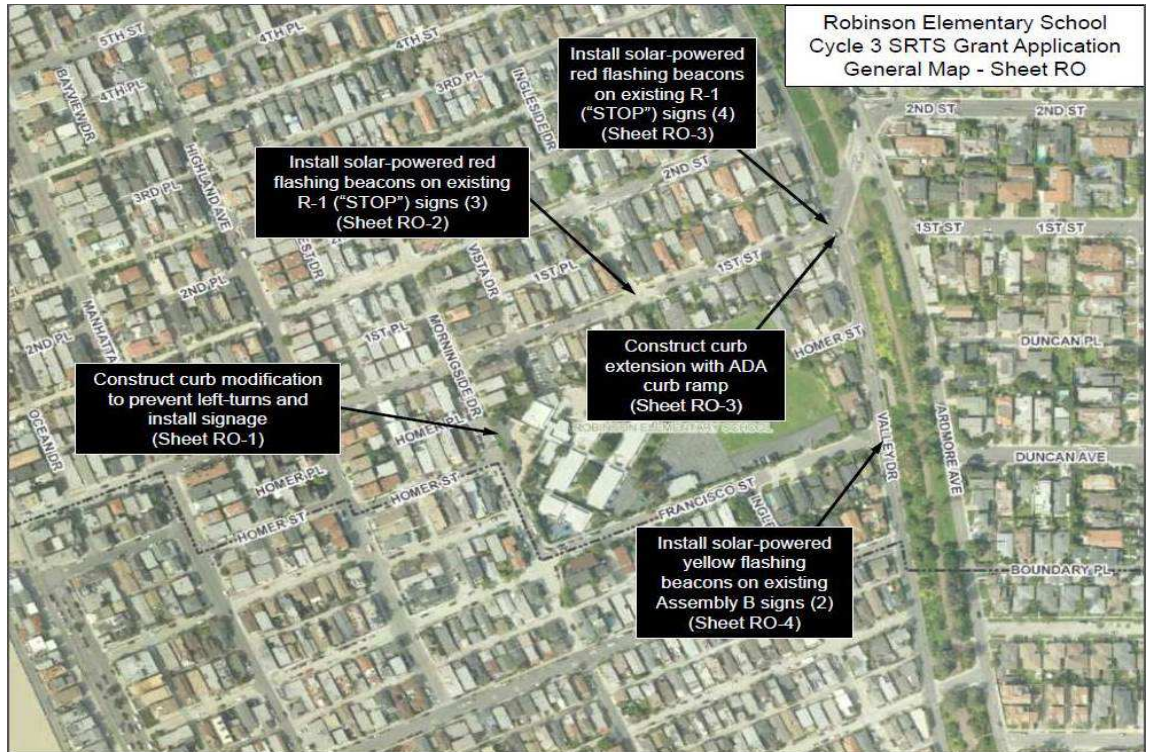 Robinson Elementary School
Cycle 3 SRTS Grant Application
General Map - Sheet RO
Install solar-powered
red flashing beacons
on existing R-1
("STOP") signs (4)
(Sheet RO-3)
Install solar-powered red
flashing beacons on existing
R-1 ("STOP") signs (3)
(Sheet RO-2)
Construct curb modification
to prevent left-turns and
install signage
(Sheet RO-1)
Construct curb
extension with ADA
curb ramp
(Sheet RO-3)
Install solar-powered
yellow flashing
beacons on existing
Assembly B signs (2)
(Sheet RO-4)
5TH ST
4TH PL
4TH ST
3RD PL
INGLESIDE DR
BAYVIEW DR
4TH PL
HIGHLAND AVE
3RD PL
2ND ST
2ND ST
2ND ST
1ST ST
1ST ST
VISTA DR
1ST PL
1ST ST
2ND PL
2ND PL
MANHATTA
1ST PL
MORNINGSIDE DR
HOMER ST
DUNCAN PL
OCEAN DR
HOMER PL
ROBINSON ELEMENTARY SCHOOL
VALLEY DR
ARDMORE AVE
DUNCAN AVE
HOMER PL
HOMER ST
HOMER ST
FRANCISCO ST
INGLE
BOUNDARY PL